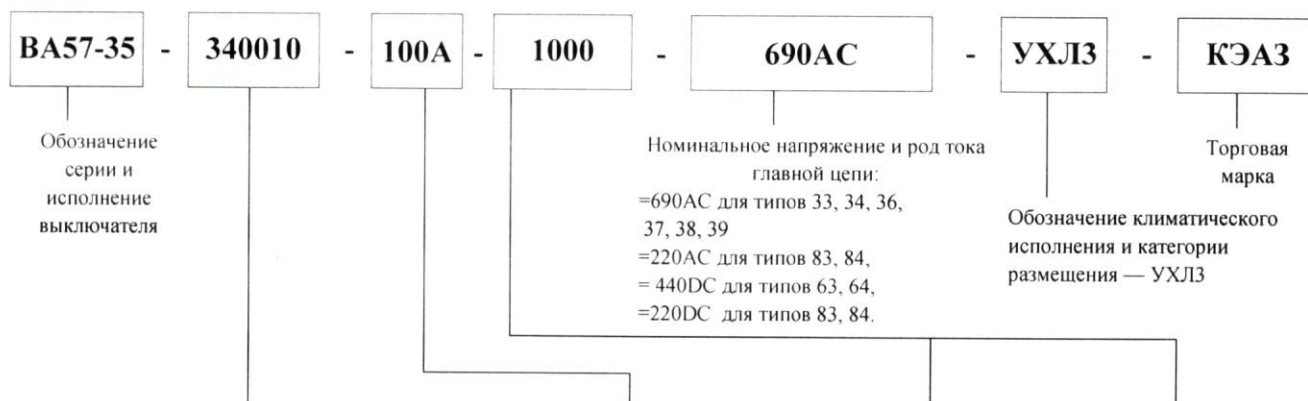 ВА57-35 - 340010 - 100А - 1000 - 690АС - УХЛ3 - КЭАЗ
Обозначение
серии и
исполнение
выключателя
Номинальное напряжение и род тока
главной цепи:
=690АС для типов 33, 34, 36,
37, 38, 39
=220АС для типов 83, 84,
= 440DC для типов 63, 64,
=220DC для типов 83, 84.
Обозначение климатического
исполнения и категории
размещения — УХЛ3
Торговая
марка